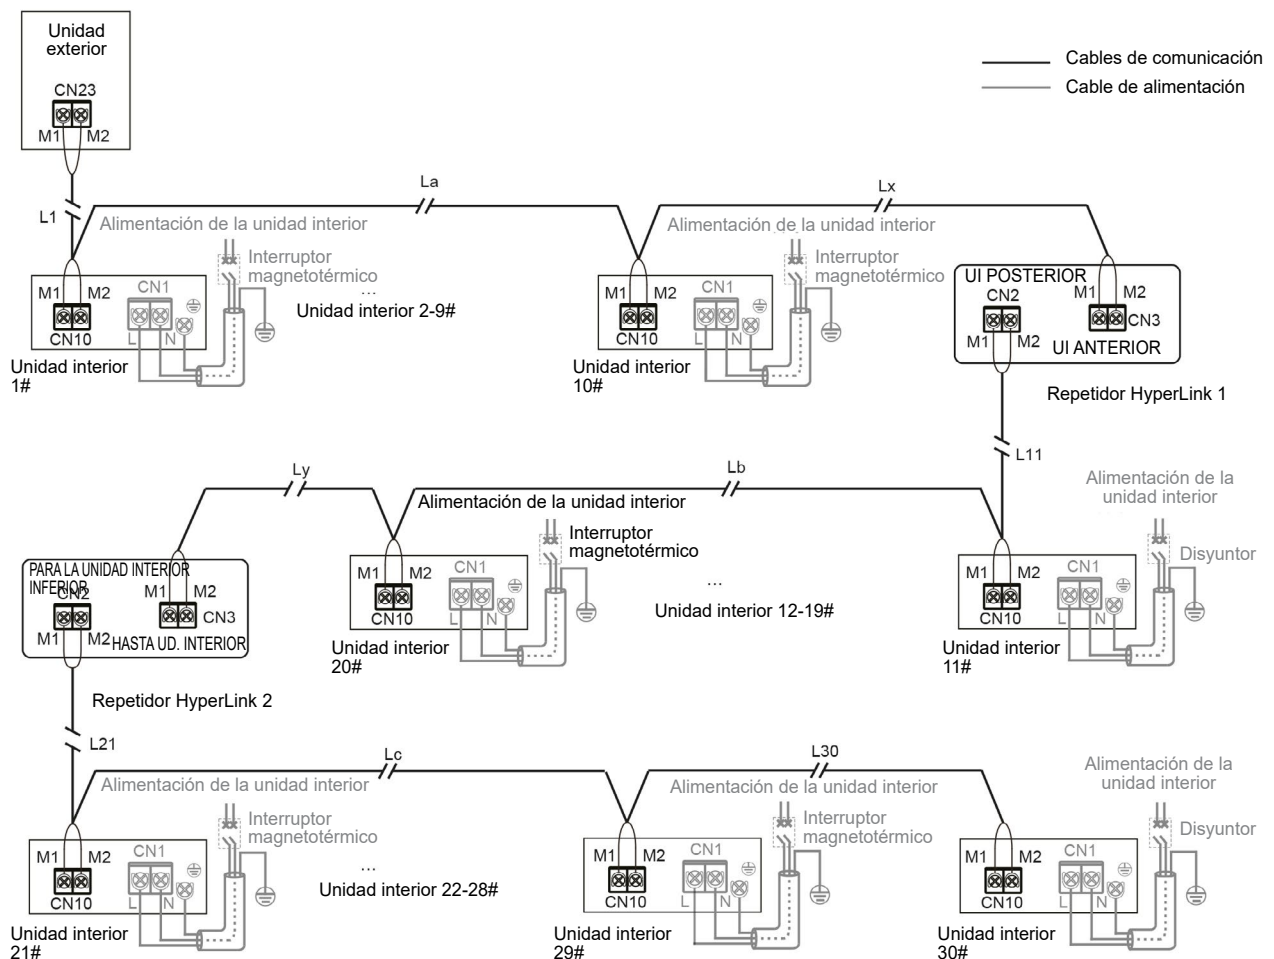 Unidad
exterior
CN23
M1 M2
Cables de comunicación
Cable de alimentación
L1
La
Lx
Alimentación de la unidad interior
Interruptor
magnetotérmico
M1 M2 CN1
...
Unidad interior 2-9#
CN10
L N
Unidad interior
1#
Alimentación de la unidad interior
Interruptor
magnetotérmico
M1 M2 CN1
CN10
L N
Unidad interior
10#
UI POSTERIOR
CN2
M1 M2
M1 M2
CN3
UI ANTERIOR
Repetidor HyperLink 1
L11
Ly
Lb
Alimentación de la
unidad interior
Disyuntor
Alimentación de la unidad interior
Interruptor
magnetotérmico
PARA LA UNIDAD INTERIOR
INFERIOR
CN2
M1 M2
M1 M2
CN3
HASTA UD. INTERIOR
Repetidor HyperLink 2
M1 M2 CN1
CN10
L N
Unidad interior
20#
...
Unidad interior 12-19#
M1 M2 CN1
CN10
L N
Unidad interior
11#
L21
Lc
L30
Alimentación de la unidad interior
Interruptor
magnetotérmico
M1 M2 CN1
CN10
L N
Unidad interior
21#
...
Unidad interior 22-28#
Alimentación de la unidad interior
Interruptor
magnetotérmico
M1 M2 CN1
CN10
L N
Unidad interior
29#
Alimentación de la
unidad interior
Disyuntor
M1 M2 CN1
CN10
L N
Unidad interior
30#